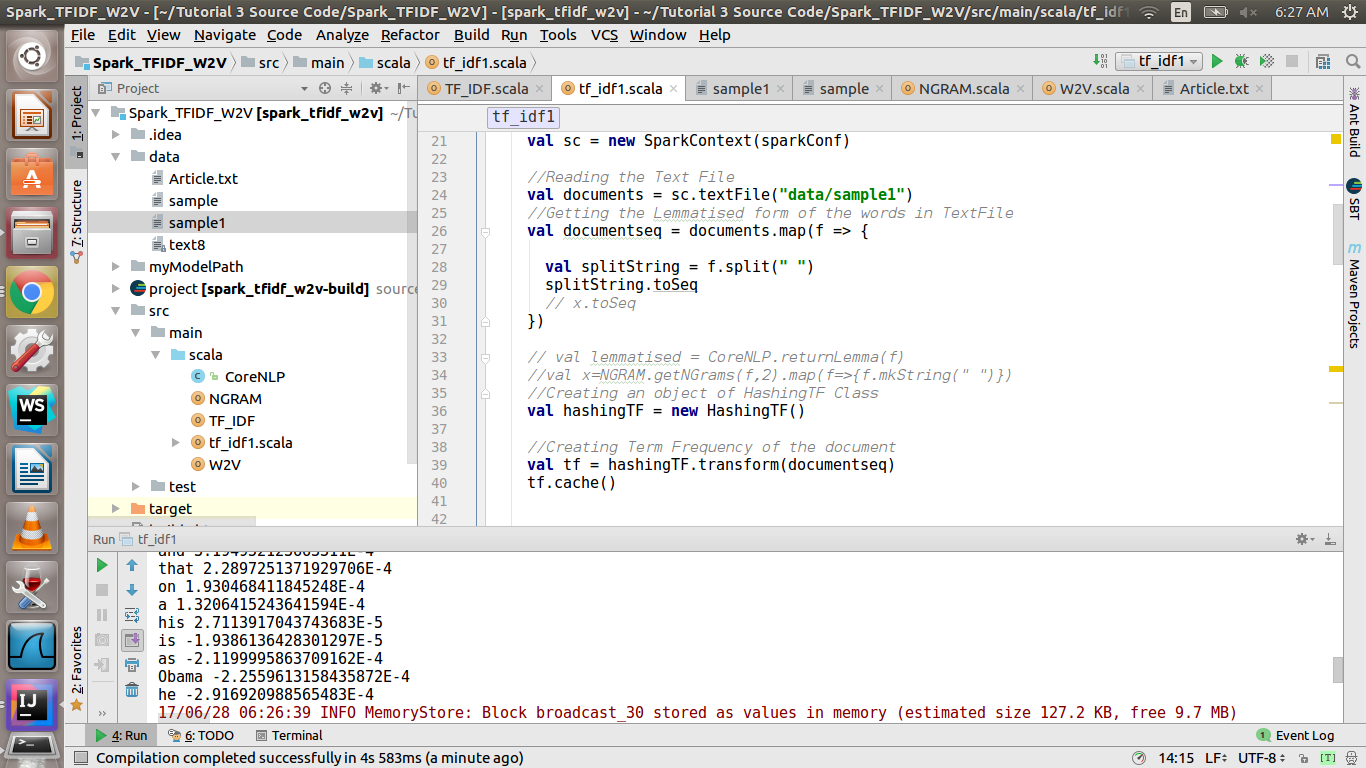 Spark_TFIDF_W2V - [~/Tutorial 3 Source Code/Spark_TFIDF_W2V] - [spark_tfidf_w2v] - ~/Tutorial 3 Source Code/Spark_TFIDF_W2V/src/main/scala/tf_idf1 En 6:27 AM
File Edit View Navigate Code Analyze Refactor Build Run Tools VCS Window Help
Spark_TFIDF_W2V src main scala tf_idf1.scala tf_idf1
Project
TF_IDF.scala tf_idf1.scala sample1 sample NGRAM.scala W2V.scala Article.txt
1: Project
7: Structure
2: Favorites
Spark_TFIDF_W2V [spark_tfidf_w2v] ~/Tu
.idea
data
Article.txt
sample
sample1
text8
myModelPath
project [spark_tfidf_w2v-build] source
src
main
scala
CoreNLP
NGRAM
TF_IDF
tf_idf1.scala
W2V
test
target
tf_idf1
21 val sc = new SparkContext(sparkConf)
22
23 //Reading the Text File
24 val documents = sc.textFile("data/sample1")
25 //Getting the Lemmatised form of the words in TextFile
26 val documentseq = documents.map(f => {
27
28 val splitString = f.split(" ")
29 splitString.toSeq
30 // x.toSeq
31 })
32
33 // val lemmatised = CoreNLP.returnLemma(f)
34 //val x=NGRAM.getNGrams(f,2).map(f=>{f.mkString(" ")})
35 //Creating an object of HashingTF Class
36 val hashingTF = new HashingTF()
37
38 //Creating Term Frequency of the document
39 val tf = hashingTF.transform(documentseq)
40 tf.cache()
41
42
Ant Build
SBT
Maven Projects
Run tf_idf1
that 2.2897251371929706E-4
on 1.930468411845248E-4
a 1.3206415243641594E-4
his 2.7113917043743683E-5
is -1.9386136428301297E-5
as -2.1199995863709162E-4
Obama -2.2559613158435872E-4
he -2.916920988565483E-4
17/06/28 06:26:39 INFO MemoryStore: Block broadcast_30 stored as values in memory (estimated size 127.2 KB, free 9.7 MB)
4: Run 6: TODO Terminal 1 Event Log
Compilation completed successfully in 4s 583ms (a minute ago) 14:15 LF UTF-8 [T]